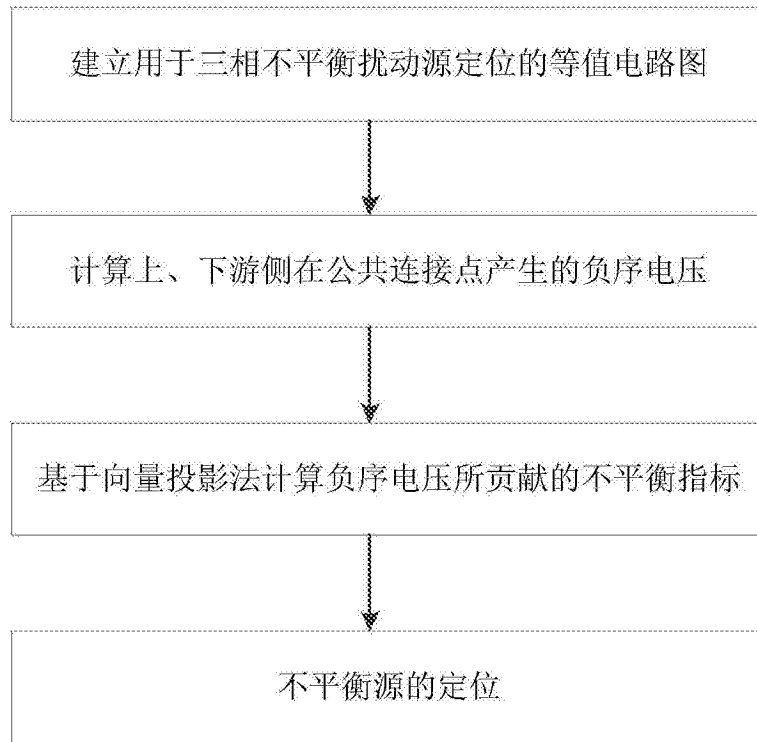 建立用于三相不平衡扰动源定位的等值电路图
计算上、下游侧在公共连接点产生的负序电压
基于向量投影法计算负序电压所贡献的不平衡指标
不平衡源的定位